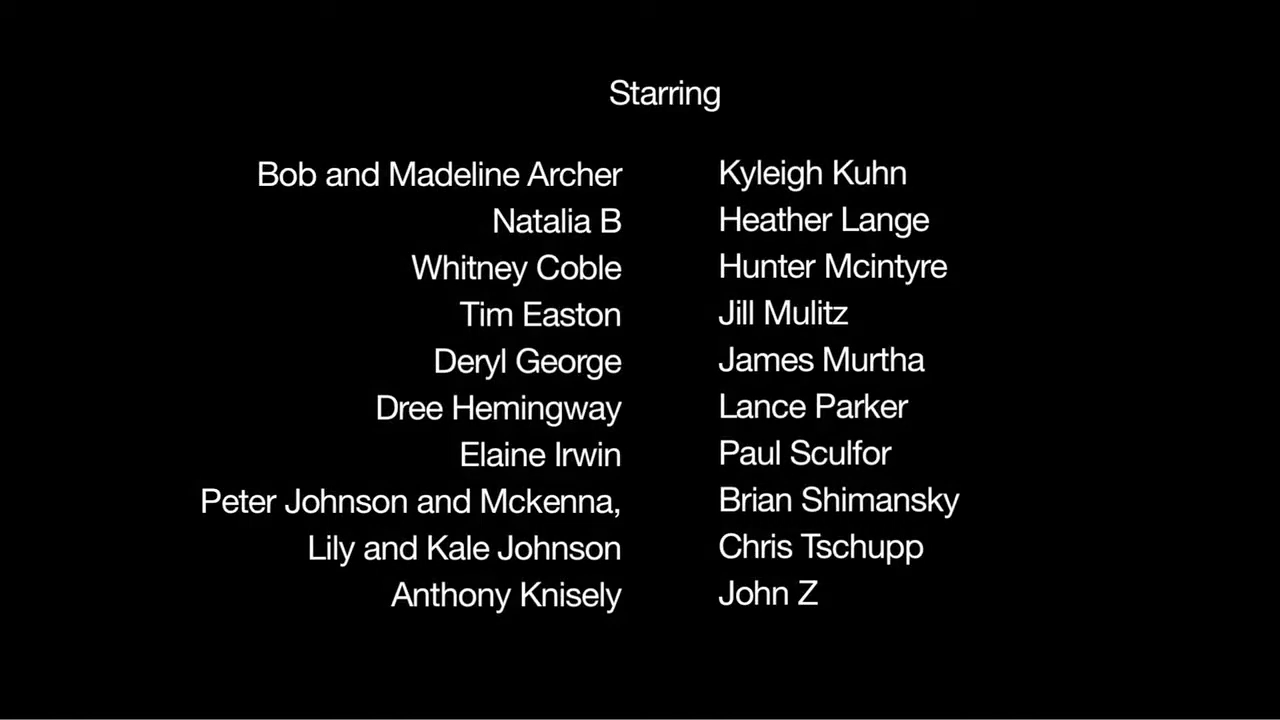 Starring
Bob and Madeline Archer
Natalia B
Whitney Coble
Tim Easton
Deryl George
Dree Hemingway
Elaine Irwin
Peter Johnson and Mckenna,
Lily and Kale Johnson
Anthony Knisely
Kyleigh Kuhn
Heather Lange
Hunter Mcintyre
Jill Mulitz
James Murtha
Lance Parker
Paul Sculfor
Brian Shimansky
Chris Tschupp
John Z